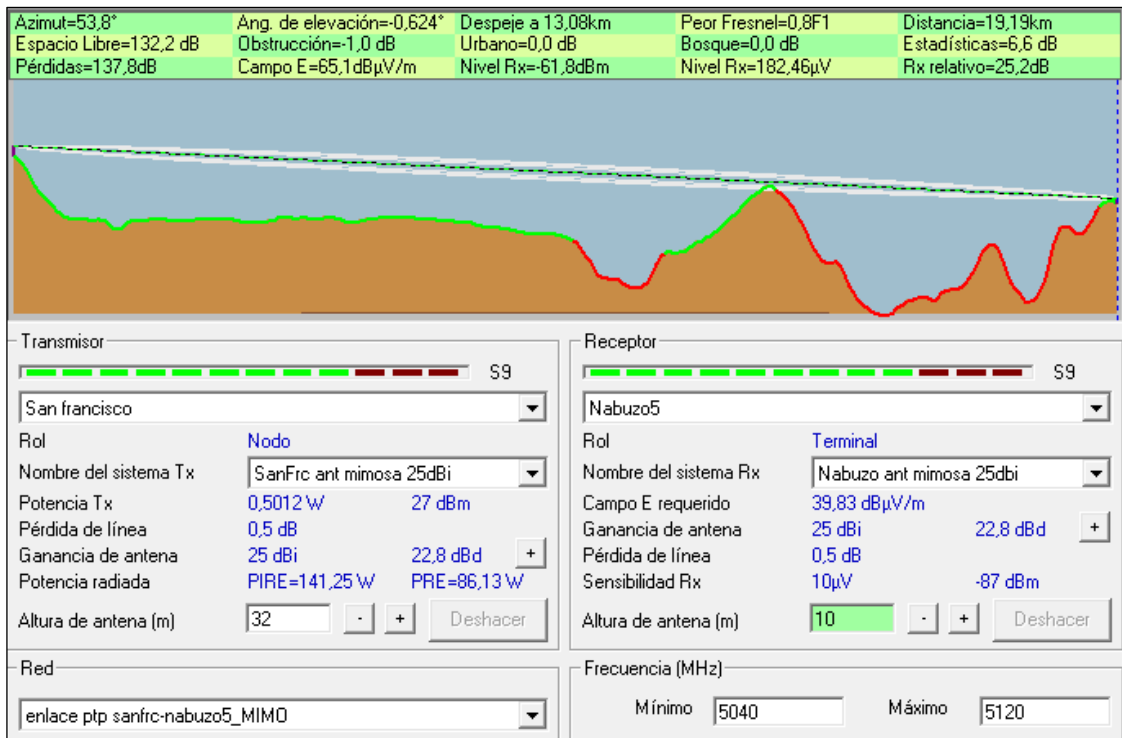 Azimut=53,8° Ang. de elevación=-0,624° Despeje a 13,08km Peor Fresnel=0,8F1 Distancia=19,19km
Espacio Libre=132,2 dB Obstrucción=-1,0 dB Urbano=0,0 dB Bosque=0,0 dB Estadísticas=6,6 dB
Pérdidas=137,8dB Campo E=65,1dBµV/m Nivel Rx=-61,8dBm Nivel Rx=182,46µV Rx relativo=25,2dB
Transmisor
S9
San francisco
Rol Nodo
Nombre del sistema Tx SanFrc ant mimosa 25dBi
Potencia Tx 0,5012 W 27 dBm
Pérdida de línea 0,5 dB
Ganancia de antena 25 dBi 22,8 dBd +
Potencia radiada PIRE=141,25 W PRE=86,13 W
Altura de antena (m) 32 - + Deshacer
Receptor
S9
Nabuzo5
Rol Terminal
Nombre del sistema Rx Nabuzo ant mimosa 25dbi
Campo E requerido 39,83 dBµV/m
Ganancia de antena 25 dBi 22,8 dBd +
Pérdida de línea 0,5 dB
Sensibilidad Rx 10µV -87 dBm
Altura de antena (m) 10 - + Deshacer
Red
enlace ptp sanfrc-nabuzo5_MIMO
Frecuencia (MHz)
Mínimo 5040 Máximo 5120